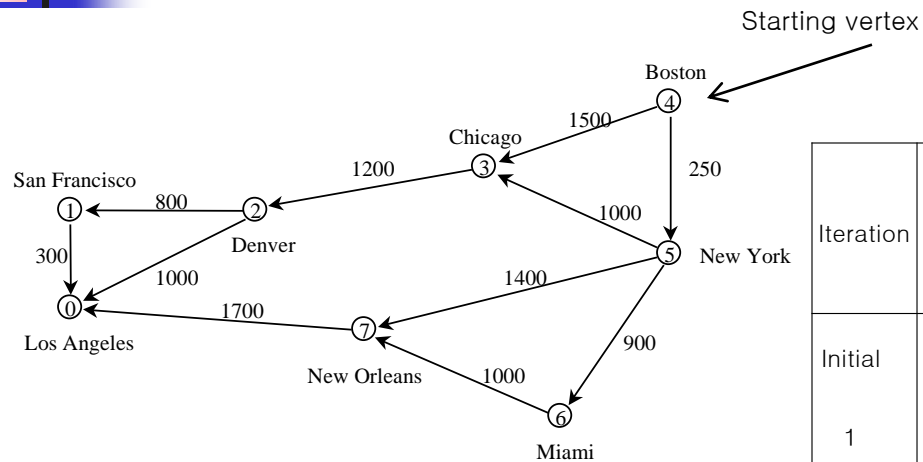 Starting vertex
Boston
4
1500
Chicago
3
250
1200
San Francisco
1
800
2
1000
Denver
300
5
New York
1000
1400
0
1700
Los Angeles
7
900
New Orleans
1000
6
Miami
Iteration
Initial
1